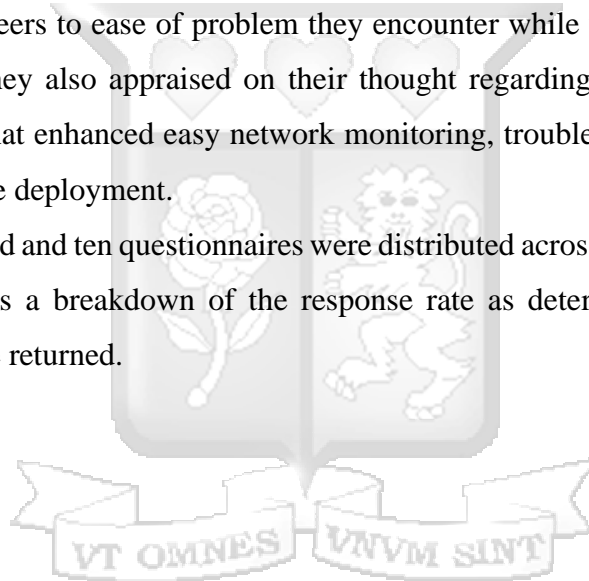 eers to ease of problem they encounter while
hey also appraised on their thought regarding
hat enhanced easy network monitoring, trouble
e deployment.
d and ten questionnaires were distributed acros
s a breakdown of the response rate as deter
returned.
VT OMNES VNVM SINT